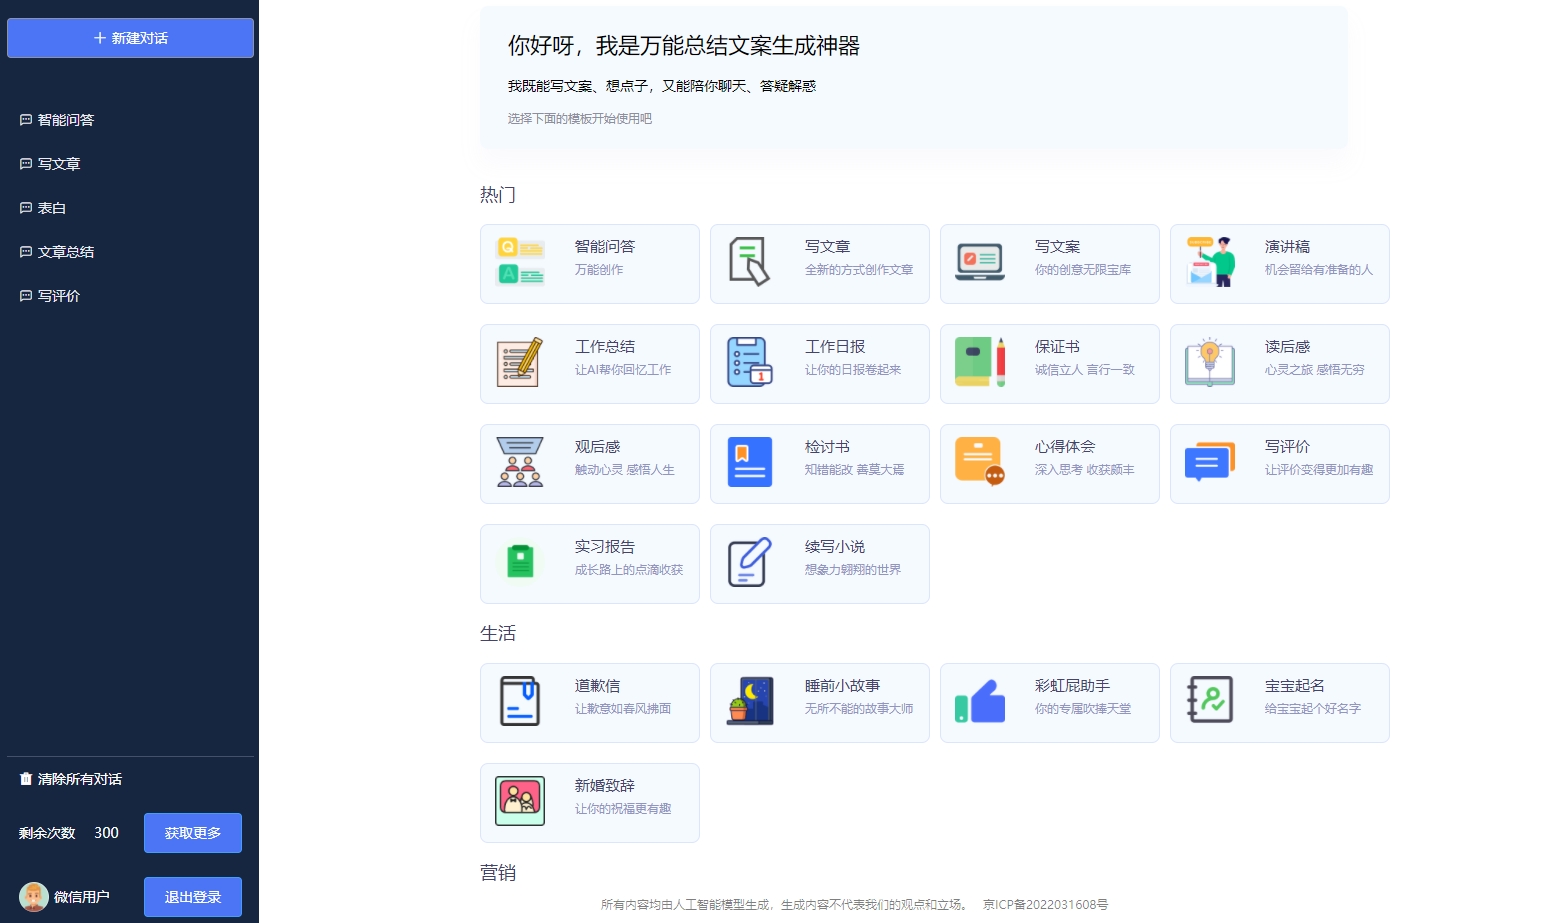 新建对话
智能问答
写文章
表白
文章总结
写评价
清除所有对话
剩余次数 300 获取更多
微信用户 退出登录
你好呀，我是万能总结文案生成神器
我既能写文案、想点子，又能陪你聊天、答疑解惑
选择下面的模板开始使用吧
热门
智能问答
万能创作
写文章
全新的方式创作文章
写文案
你的创意无限宝库
演讲稿
机会留给有准备的人
工作总结
让AI帮你回忆工作
工作日报
让你的日报卷起来
保证书
诚信立人 言行一致
读后感
心灵之旅 感悟无穷
观后感
触动心灵 感悟人生
检讨书
知错能改 善莫大焉
心得体会
深入思考 收获颇丰
写评价
让评价变得更加有趣
实习报告
成长路上的点滴收获
续写小说
想象力翱翔的世界
生活
道歉信
让歉意如春风拂面
睡前小故事
无所不能的故事大师
彩虹屁助手
你的专属吹捧天堂
宝宝起名
给宝宝起个好名字
新婚致辞
让你的祝福更有趣
营销
所有内容均由人工智能模型生成，生成内容不代表我们的观点和立场。 京ICP备2022031608号